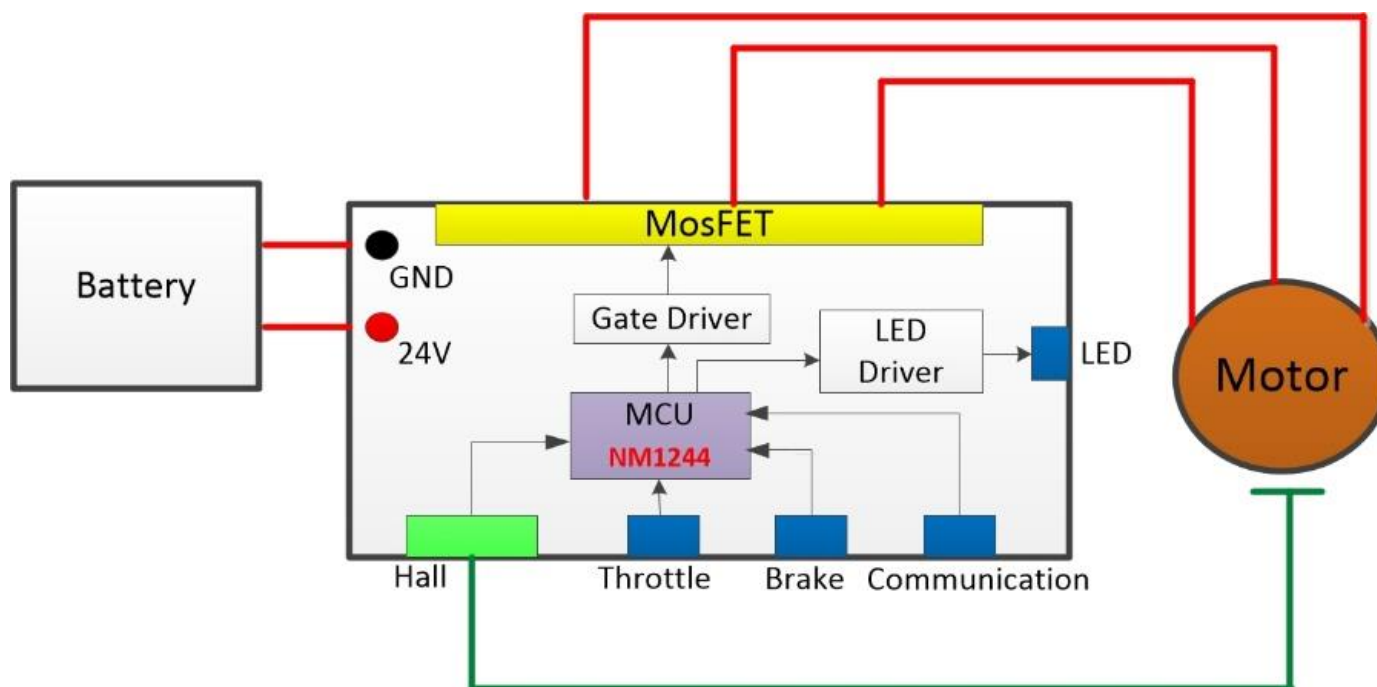 MosFET
Battery
GND
24V
Gate Driver
LED
Driver
LED
Motor
MCU
NM1244
Hall
Throttle
Brake
Communication